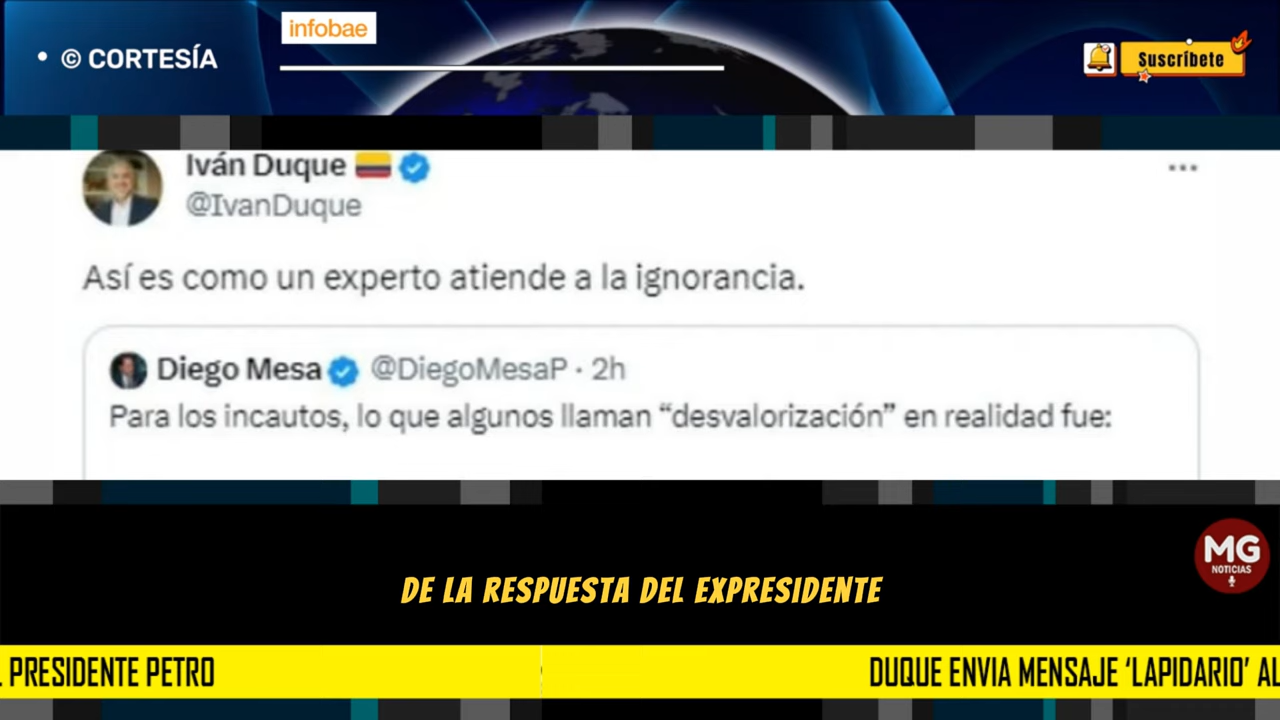 infobae
• © CORTESÍA
Suscríbete
Iván Duque
@IvanDuque
Así es como un experto atiende a la ignorancia.
Diego Mesa @DiegoMesaP · 2h
Para los incautos, lo que algunos llaman “desvalorización” en realidad fue:
MG
NOTICIAS
DE LA RESPUESTA DEL EXPRESIDENTE
PRESIDENTE PETRO
DUQUE ENVIA MENSAJE ‘LAPIDARIO’ AL